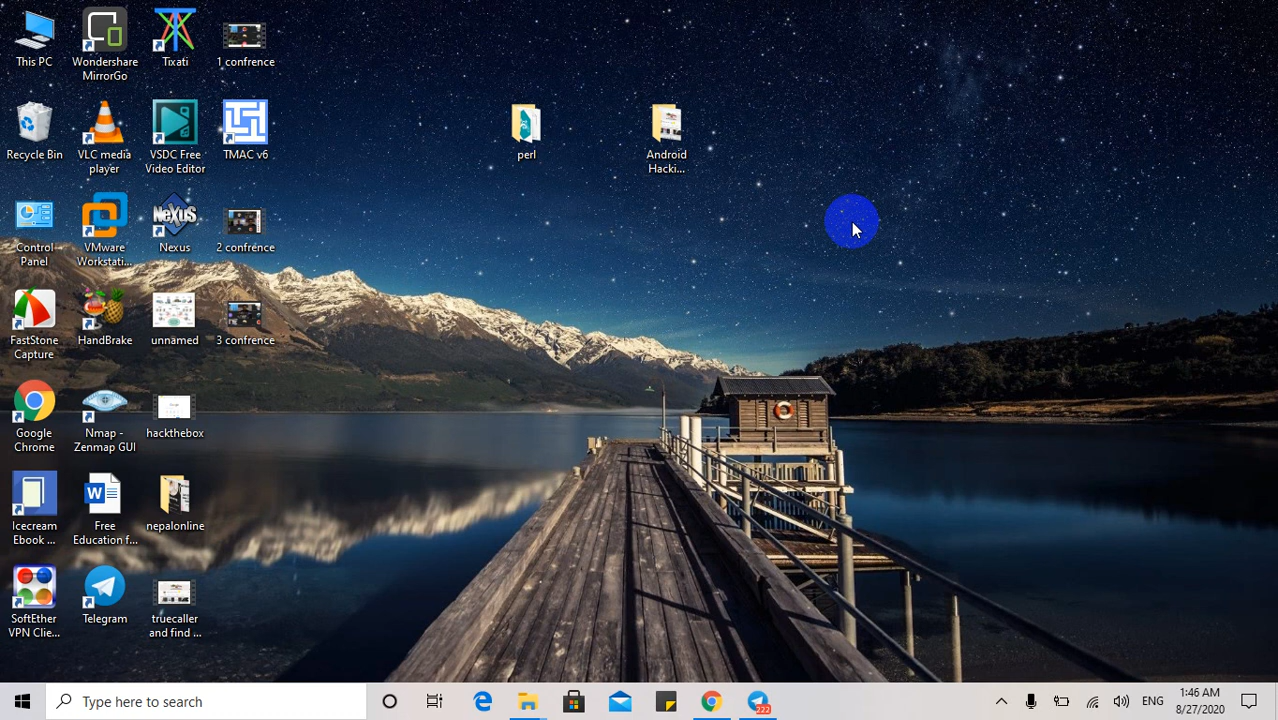 This PC
Wondershare
MirrorGo
Tixati
1 confrence
Recycle Bin
VLC media
player
VSDC Free
Video Editor
TMAC v6
perl
Android
Hacki...
Control
Panel
VMware
Workstati...
NeXuS
Nexus
2 confrence
FastStone
Capture
HandBrake
unnamed
3 confrence
Google
Chrome
Nmap -
Zenmap GUI
hackthebox
Icecream
Ebook ...
W
Free
Education f...
nepalonline
SoftEther
VPN Clie...
Telegram
truecaller
and find ...
Type here to search
222
ENG
1:46 AM
8/27/2020